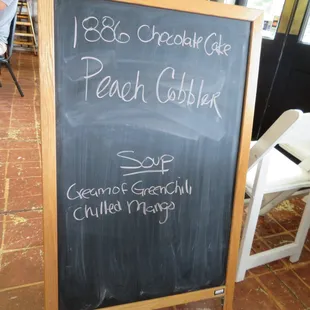 1886 Chocolate Cake
Peach Cobbler
Soup
Cream of Green Chili
Chilled Mango